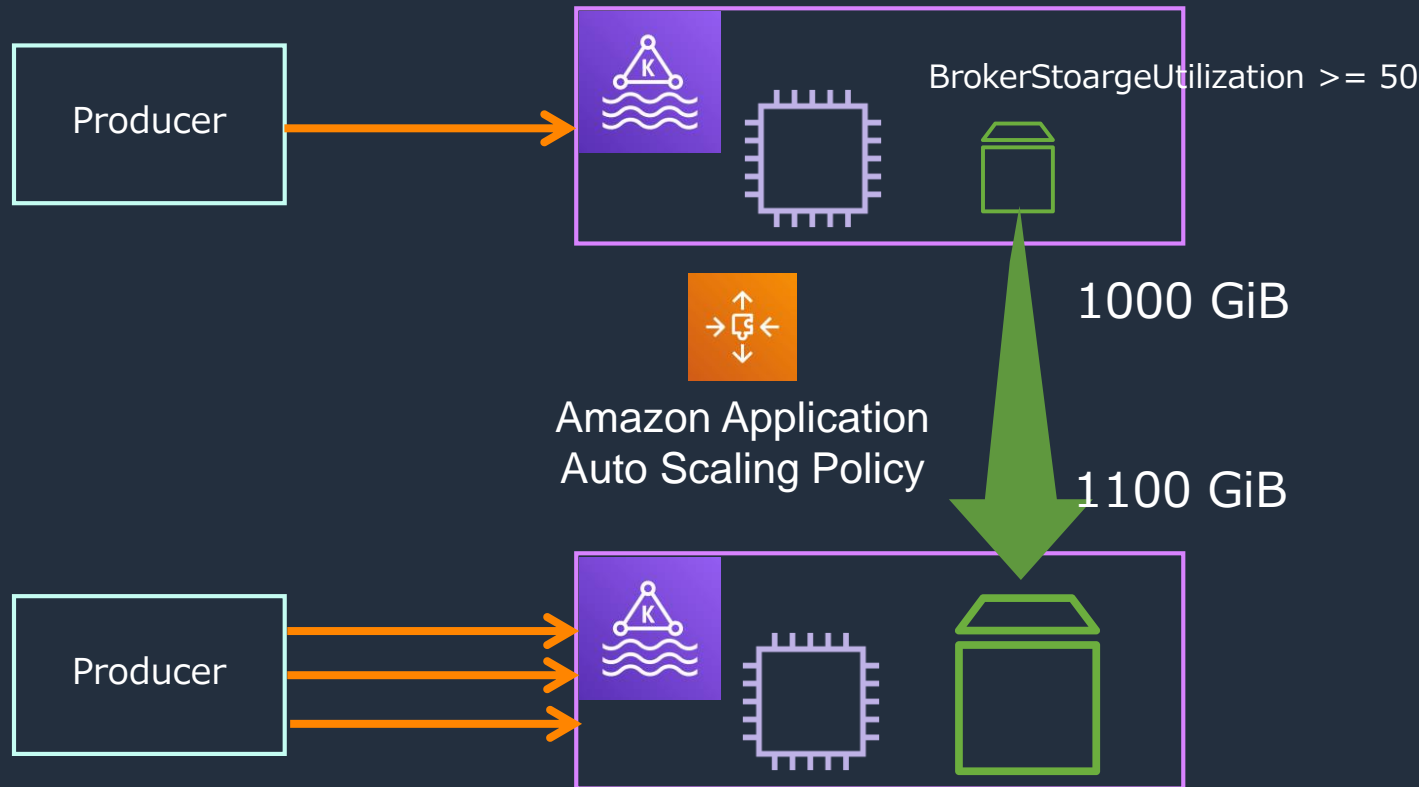 Producer
K
BrokerStoargeUtilization >= 50
1000 GiB
Amazon Application
Auto Scaling Policy
1100 GiB
Producer
K